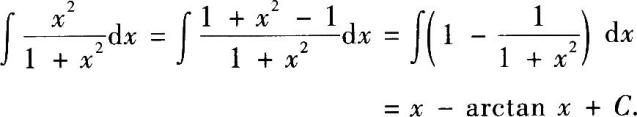 ∫ x²/(1 + x²) dx = ∫ (1 + x² − 1)/(1 + x²) dx = ∫(1 − 1/(1 + x²)) dx
= x − arctan x + C.